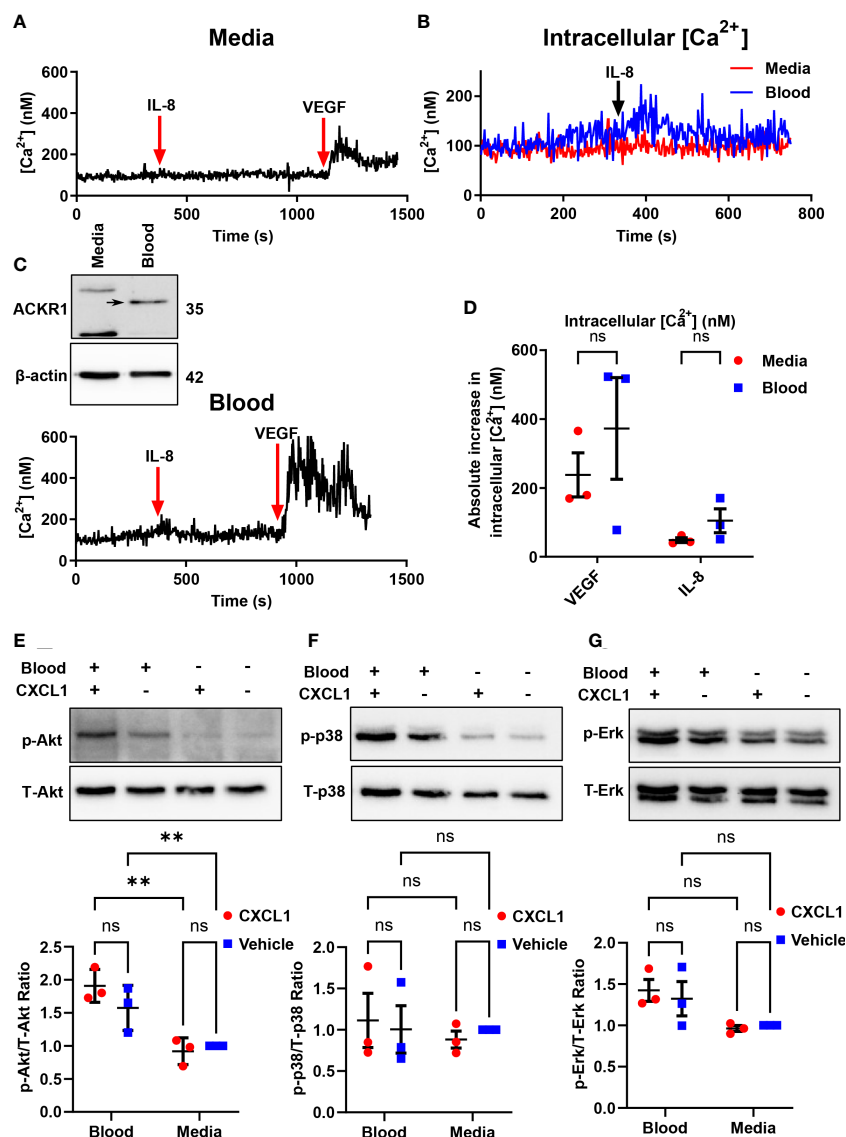 A
Media
600
400
200
0
[Ca²⁺] (nM)
IL-8
VEGF
0 500 1000 1500
Time (s)
B
Intracellular [Ca²⁺]
IL-8
Media
Blood
200
150
100
50
0
[Ca²⁺] (nM)
0 200 400 600 800
Time (s)
C
Media
Blood
ACKR1
35
β-actin
42
Blood
600
400
200
0
[Ca²⁺] (nM)
IL-8
VEGF
0 500 1000 1500
Time (s)
D
Intracellular [Ca²⁺] (nM)
ns ns
Media
Blood
600
400
200
0
Absolute increase in
intracellular [Ca²⁺] (nM)
VEGF
IL-8
E
Blood + + - -
CXCL1 + - + -
p-Akt
T-Akt
**
**
ns ns
CXCL1
Vehicle
2.5
2.0
1.5
1.0
0.5
0.0
p-Akt/T-Akt Ratio
Blood Media
F
Blood + + - -
CXCL1 + - + -
p-p38
T-p38
ns
ns
ns ns
CXCL1
Vehicle
2.0
1.5
1.0
0.5
0.0
p-p38/T-p38 Ratio
Blood Media
G
Blood + + - -
CXCL1 + - + -
p-Erk
T-Erk
ns
ns
ns ns
CXCL1
Vehicle
2.0
1.5
1.0
0.5
0.0
p-Erk/T-Erk Ratio
Blood Media